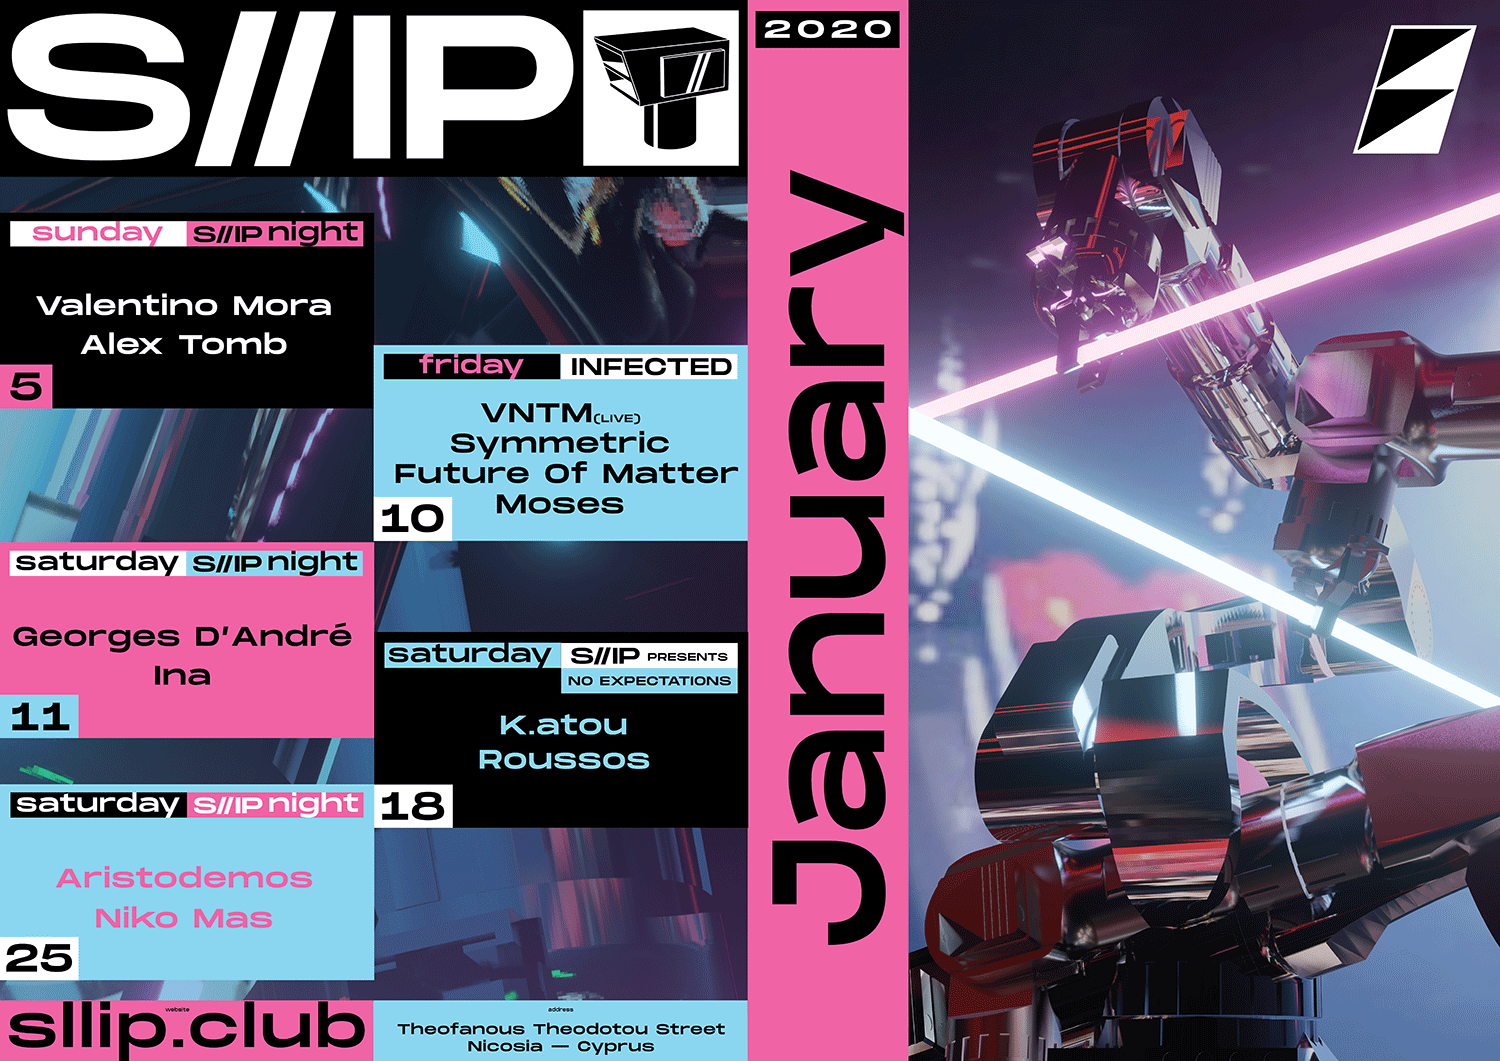 S//IP
sunday S//IP night
Valentino Mora
Alex Tomb
5
friday INFECTED
VNTM(LIVE)
Symmetric
Future Of Matter
Moses
10
saturday S//IP night
Georges D'André
Ina
11
saturday S//IP PRESENTS
NO EXPECTATIONS
K.atou
Roussos
18
saturday S//IP night
Aristodemos
Niko Mas
25
website
sllip.club
address
Theofanous Theodotou Street
Nicosia — Cyprus
2020
January